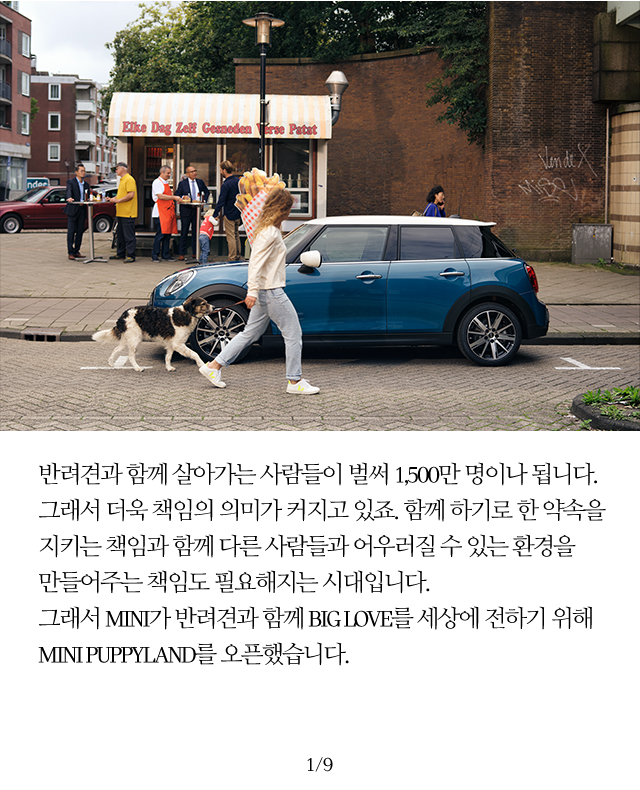 Elke Dag Zelf Gesneden Verse Patat
반려견과 함께 살아가는 사람들이 벌써 1,500만 명이나 됩니다.
그래서 더욱 책임의 의미가 커지고 있죠. 함께 하기로 한 약속을
지키는 책임과 함께 다른 사람들과 어우러질 수 있는 환경을
만들어주는 책임도 필요해지는 시대입니다.
그래서 MINI가 반려견과 함께 BIG LOVE를 세상에 전하기 위해
MINI PUPPYLAND를 오픈했습니다.
1/9